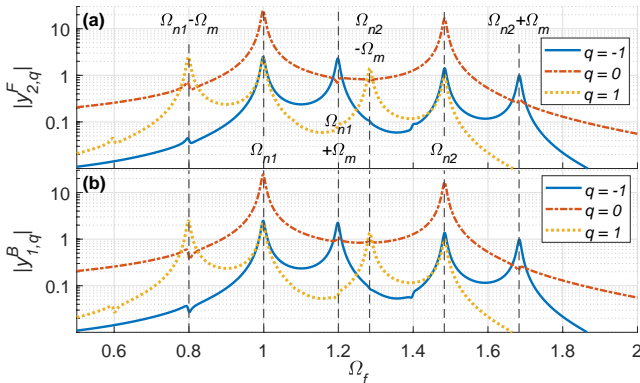 (a)
Ω_{n1}-Ω_m
Ω_{n2}
-Ω_m
Ω_{n2}+Ω_m
10
1
0.1
|y^F_{2,q}|
q = -1
q = 0
q = 1
Ω_{n1}
Ω_{n1}
+Ω_m
Ω_{n2}
(b)
10
1
0.1
|y^B_{1,q}|
q = -1
q = 0
q = 1
0.6 0.8 1 1.2 1.4 1.6 1.8 2
Ω_f